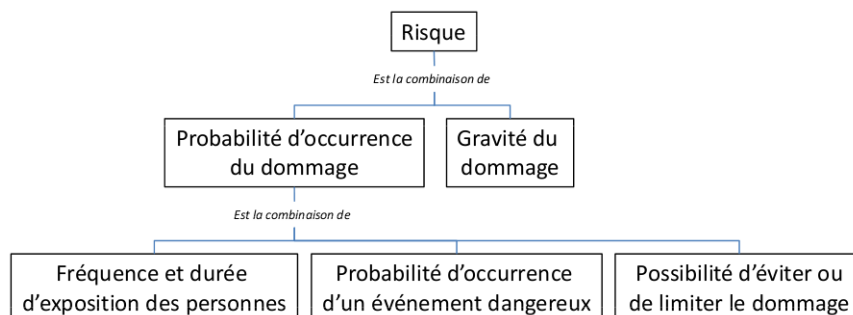 Risque
Est la combinaison de
Probabilité d'occurrence
du dommage
Gravité du
dommage
Est la combinaison de
Fréquence et durée
d'exposition des personnes
Probabilité d'occurrence
d'un événement dangereux
Possibilité d'éviter ou
de limiter le dommage